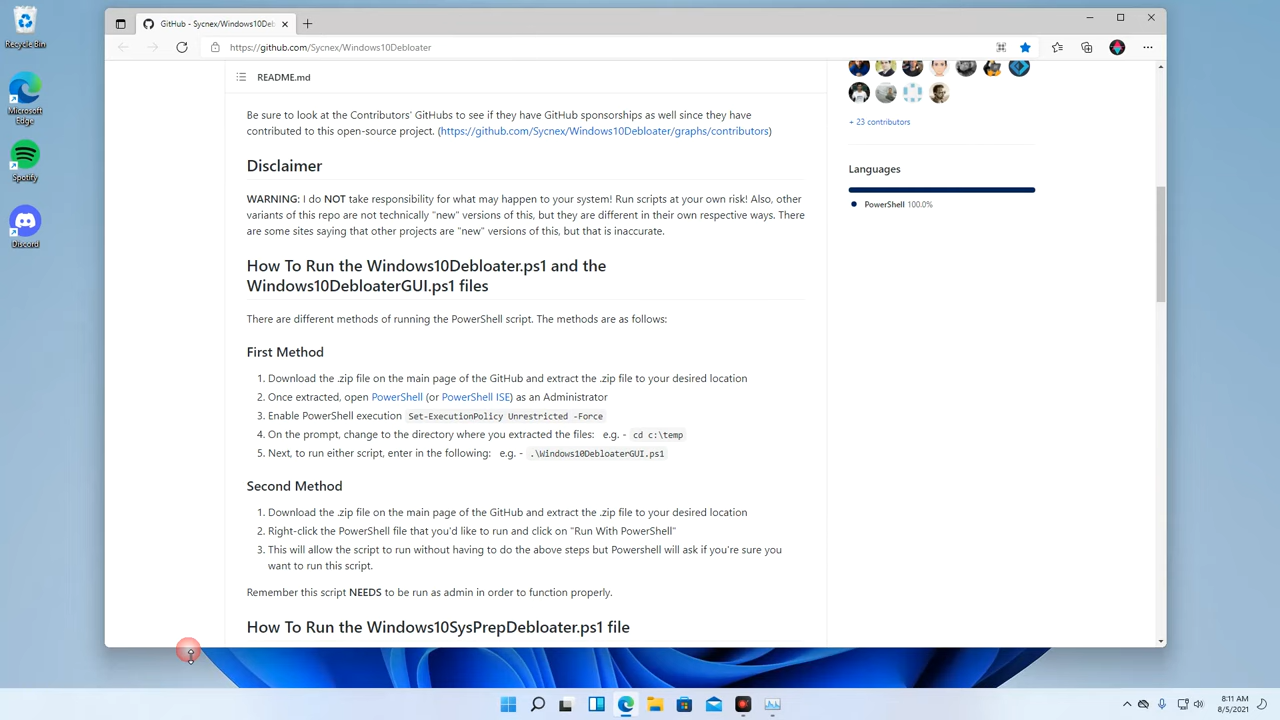 Recycle Bin
Microsoft
Edge
Spotify
Discord
GitHub - Sycnex/Windows10Deb
https://github.com/Sycnex/Windows10Debloater
README.md
Be sure to look at the Contributors' GitHubs to see if they have GitHub sponsorships as well since they have
contributed to this open-source project. (https://github.com/Sycnex/Windows10Debloater/graphs/contributors)
Disclaimer
WARNING: I do NOT take responsibility for what may happen to your system! Run scripts at your own risk! Also, other
variants of this repo are not technically "new" versions of this, but they are different in their own respective ways. There
are some sites saying that other projects are "new" versions of this, but that is inaccurate.
How To Run the Windows10Debloater.ps1 and the
Windows10DebloaterGUI.ps1 files
There are different methods of running the PowerShell script. The methods are as follows:
First Method
1. Download the .zip file on the main page of the GitHub and extract the .zip file to your desired location
2. Once extracted, open PowerShell (or PowerShell ISE) as an Administrator
3. Enable PowerShell execution Set-ExecutionPolicy Unrestricted -Force
4. On the prompt, change to the directory where you extracted the files: e.g. - cd c:\temp
5. Next, to run either script, enter in the following: e.g. - .\Windows10DebloaterGUI.ps1
Second Method
1. Download the .zip file on the main page of the GitHub and extract the .zip file to your desired location
2. Right-click the PowerShell file that you'd like to run and click on "Run With PowerShell"
3. This will allow the script to run without having to do the above steps but Powershell will ask if you're sure you
want to run this script.
Remember this script NEEDS to be run as admin in order to function properly.
How To Run the Windows10SysPrepDebloater.ps1 file
+ 23 contributors
Languages
PowerShell 100.0%
8:11 AM
8/5/2021